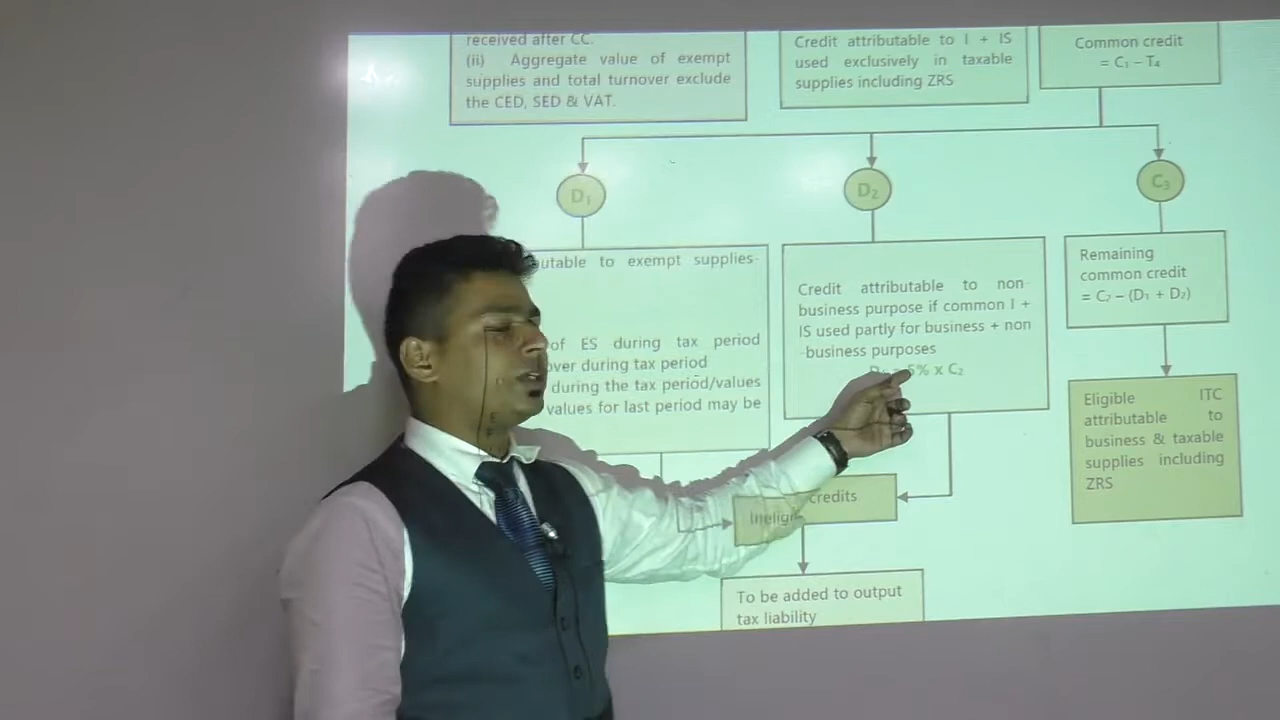 received after CC.
(ii) Aggregate value of exempt
supplies and total turnover exclude
the CED, SED & VAT.
Credit attributable to I + IS
used exclusively in taxable
supplies including ZRS
Common credit
= C₁ – T₄
D₁
D₂
C₃
to exempt supplies
of ES during tax period
during tax period
during the tax period/values
values for last period may be
Credit attributable to non-
business purpose if common I +
IS used partly for business + non
-business purposes
= 5% x C₂
Remaining
common credit
= C₂ – (D₁ + D₂)
Eligible ITC
attributable to
business & taxable
supplies including
ZRS
credits
To be added to output
tax liability